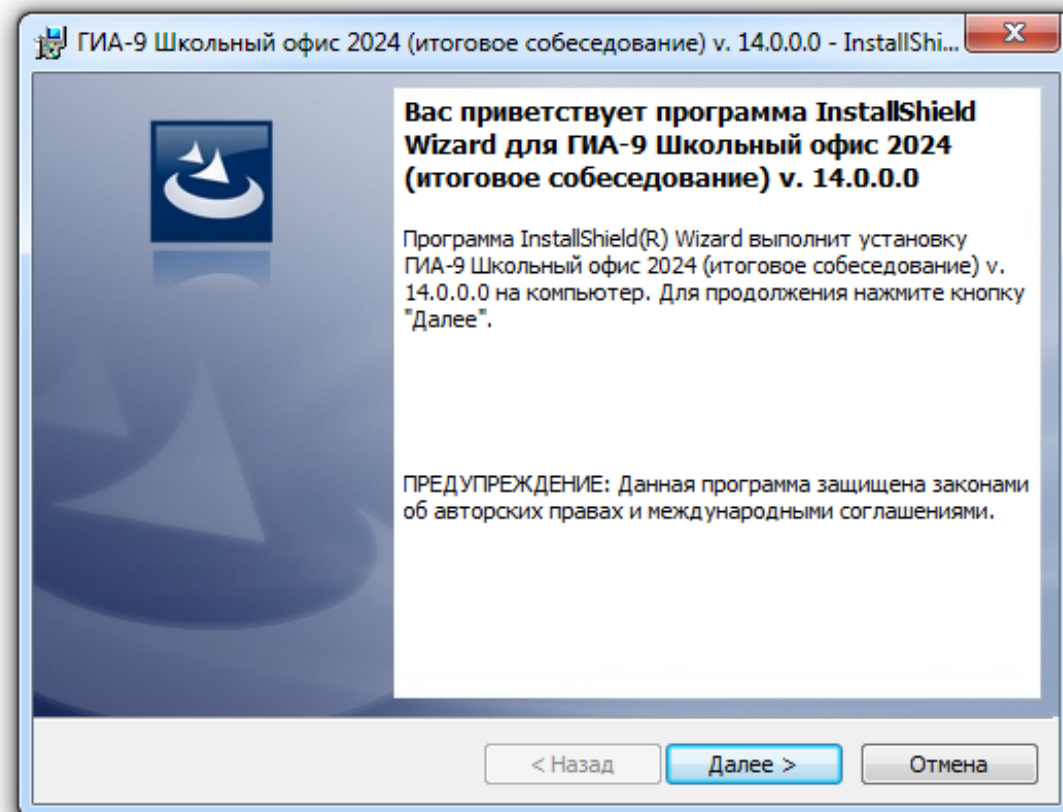 ГИА-9 Школьный офис 2024 (итоговое собеседование) v. 14.0.0.0 - InstallShi...
Вас приветствует программа InstallShield
Wizard для ГИА-9 Школьный офис 2024
(итоговое собеседование) v. 14.0.0.0
Программа InstallShield(R) Wizard выполнит установку
ГИА-9 Школьный офис 2024 (итоговое собеседование) v.
14.0.0.0 на компьютер. Для продолжения нажмите кнопку
"Далее".
ПРЕДУПРЕЖДЕНИЕ: Данная программа защищена законами
об авторских правах и международными соглашениями.
< Назад
Далее >
Отмена